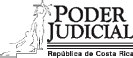 PODER
JUDICIAL
República de Costa Rica